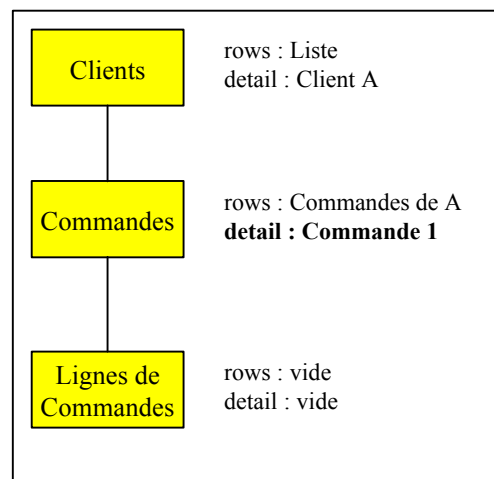 Clients
rows : Liste
detail : Client A
Commandes
rows : Commandes de A
detail : Commande 1
Lignes de
Commandes
rows : vide
detail : vide